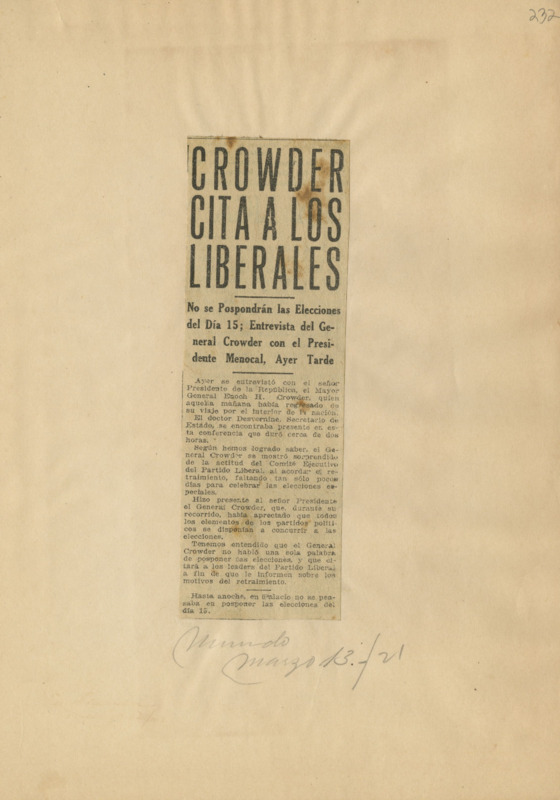 232
CROWDER
CITA A LOS
LIBERALES
No se Pospondrán las Elecciones
del Día 15; Entrevista del Ge-
neral Crowder con el Presi-
dente Menocal, Ayer Tarde
Ayer se entrevistó con el señor
Presidente de la República, el Mayor
General Enoch H. Crowder, quien
aquella mañana había regresado de
su viaje por el interior de la nación.
El doctor Desvernine, Secretario de
Estado, se encontraba presente en es-
ta conferencia que duró cerca de dos
horas.
Según hemos logrado saber, el Ge-
neral Crowder se mostró sorprendido
de la actitud del Comité Ejecutivo
del Partido Liberal, al acordar el re-
traimiento, faltando tan sólo pocos
días para celebrar las elecciones es-
peciales.
Hizo presente al señor Presidente
el General Crowder, que, durante su
recorrido, había apreciado que todos
los elementos de los partidos políti-
cos se disponían a concurrir a las
elecciones.
Tenemos entendido que el General
Crowder no habló una sola palabra
de posponer las elecciones, y que ci-
tará a los leaders del Partido Liberal
a fin de que le informen sobre los
motivos del retraimiento.
Hasta anoche, en Palacio no se pen-
saba en posponer las elecciones del
día 15.
Mundo
marzo 13-/21